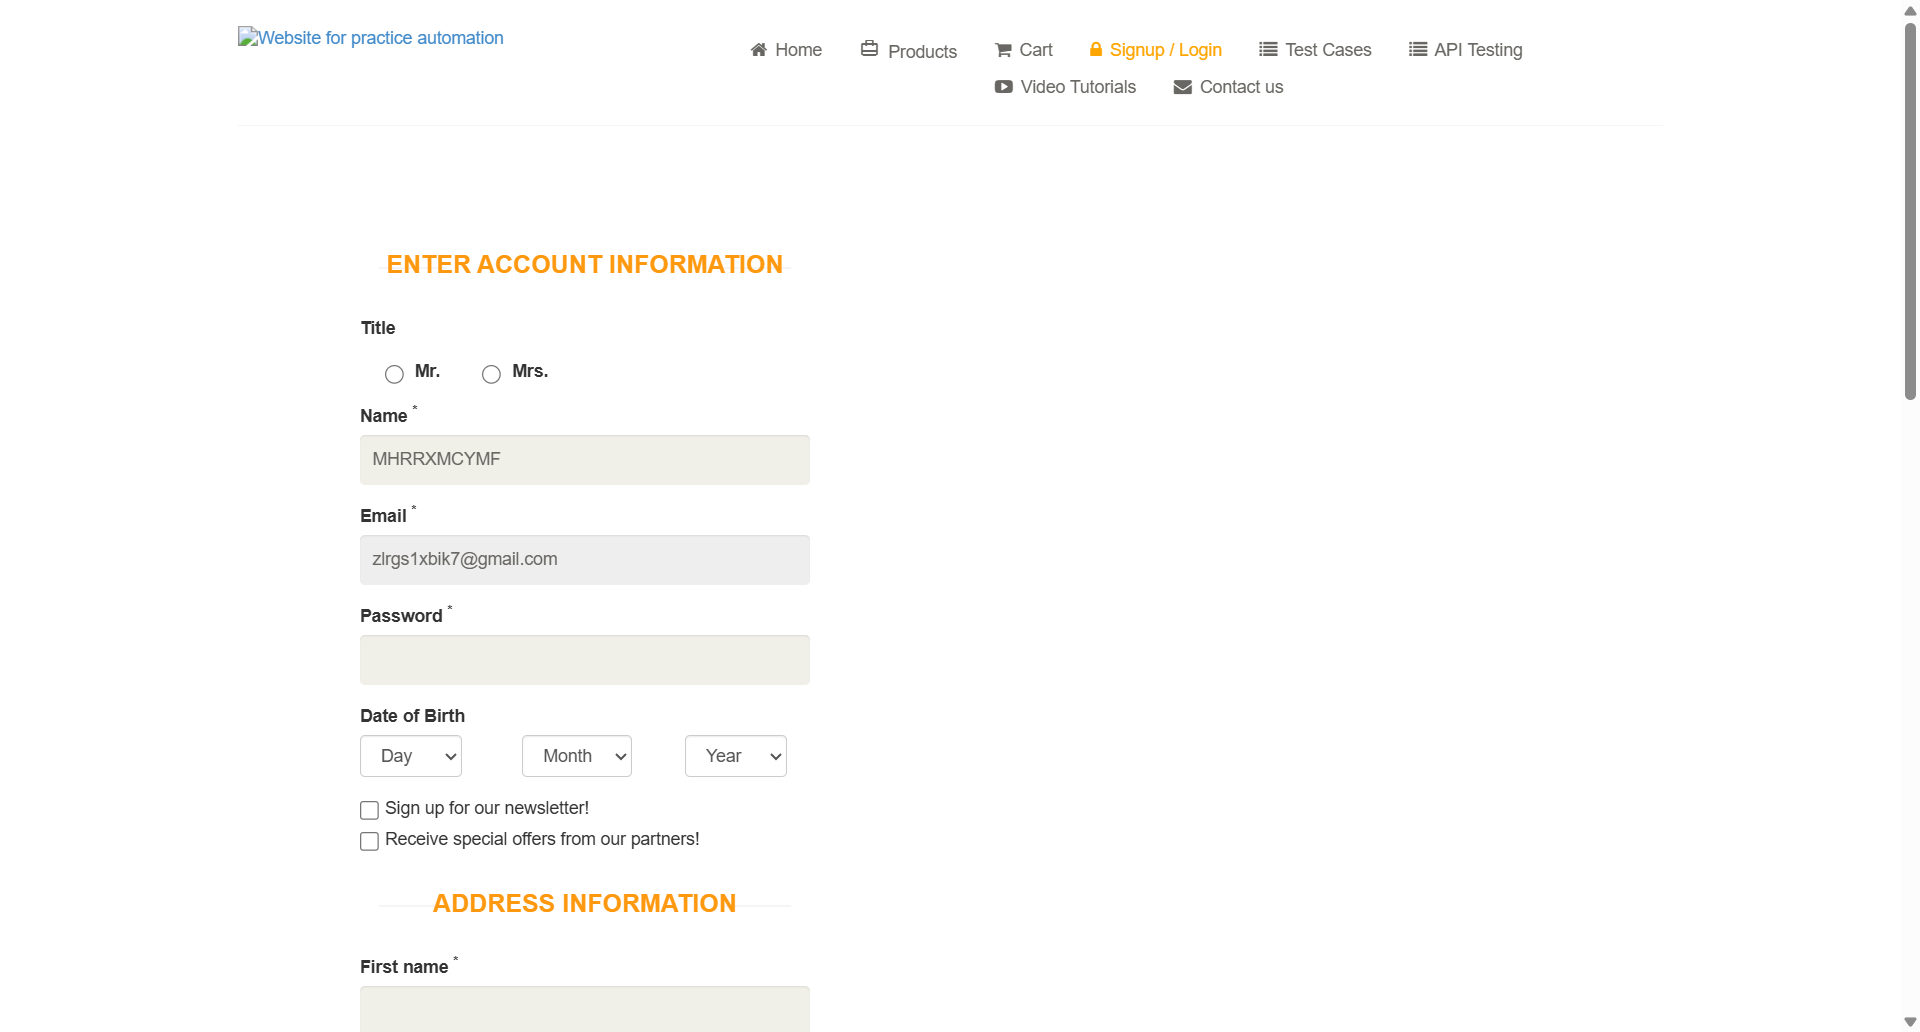 Website for practice automation
Home Products Cart Signup / Login Test Cases API Testing
Video Tutorials Contact us
ENTER ACCOUNT INFORMATION
Title
Mr. Mrs.
Name *
MHRRXMCYMF
Email *
zlrgs1xbik7@gmail.com
Password *
Date of Birth
Day Month Year
Sign up for our newsletter!
Receive special offers from our partners!
ADDRESS INFORMATION
First name *